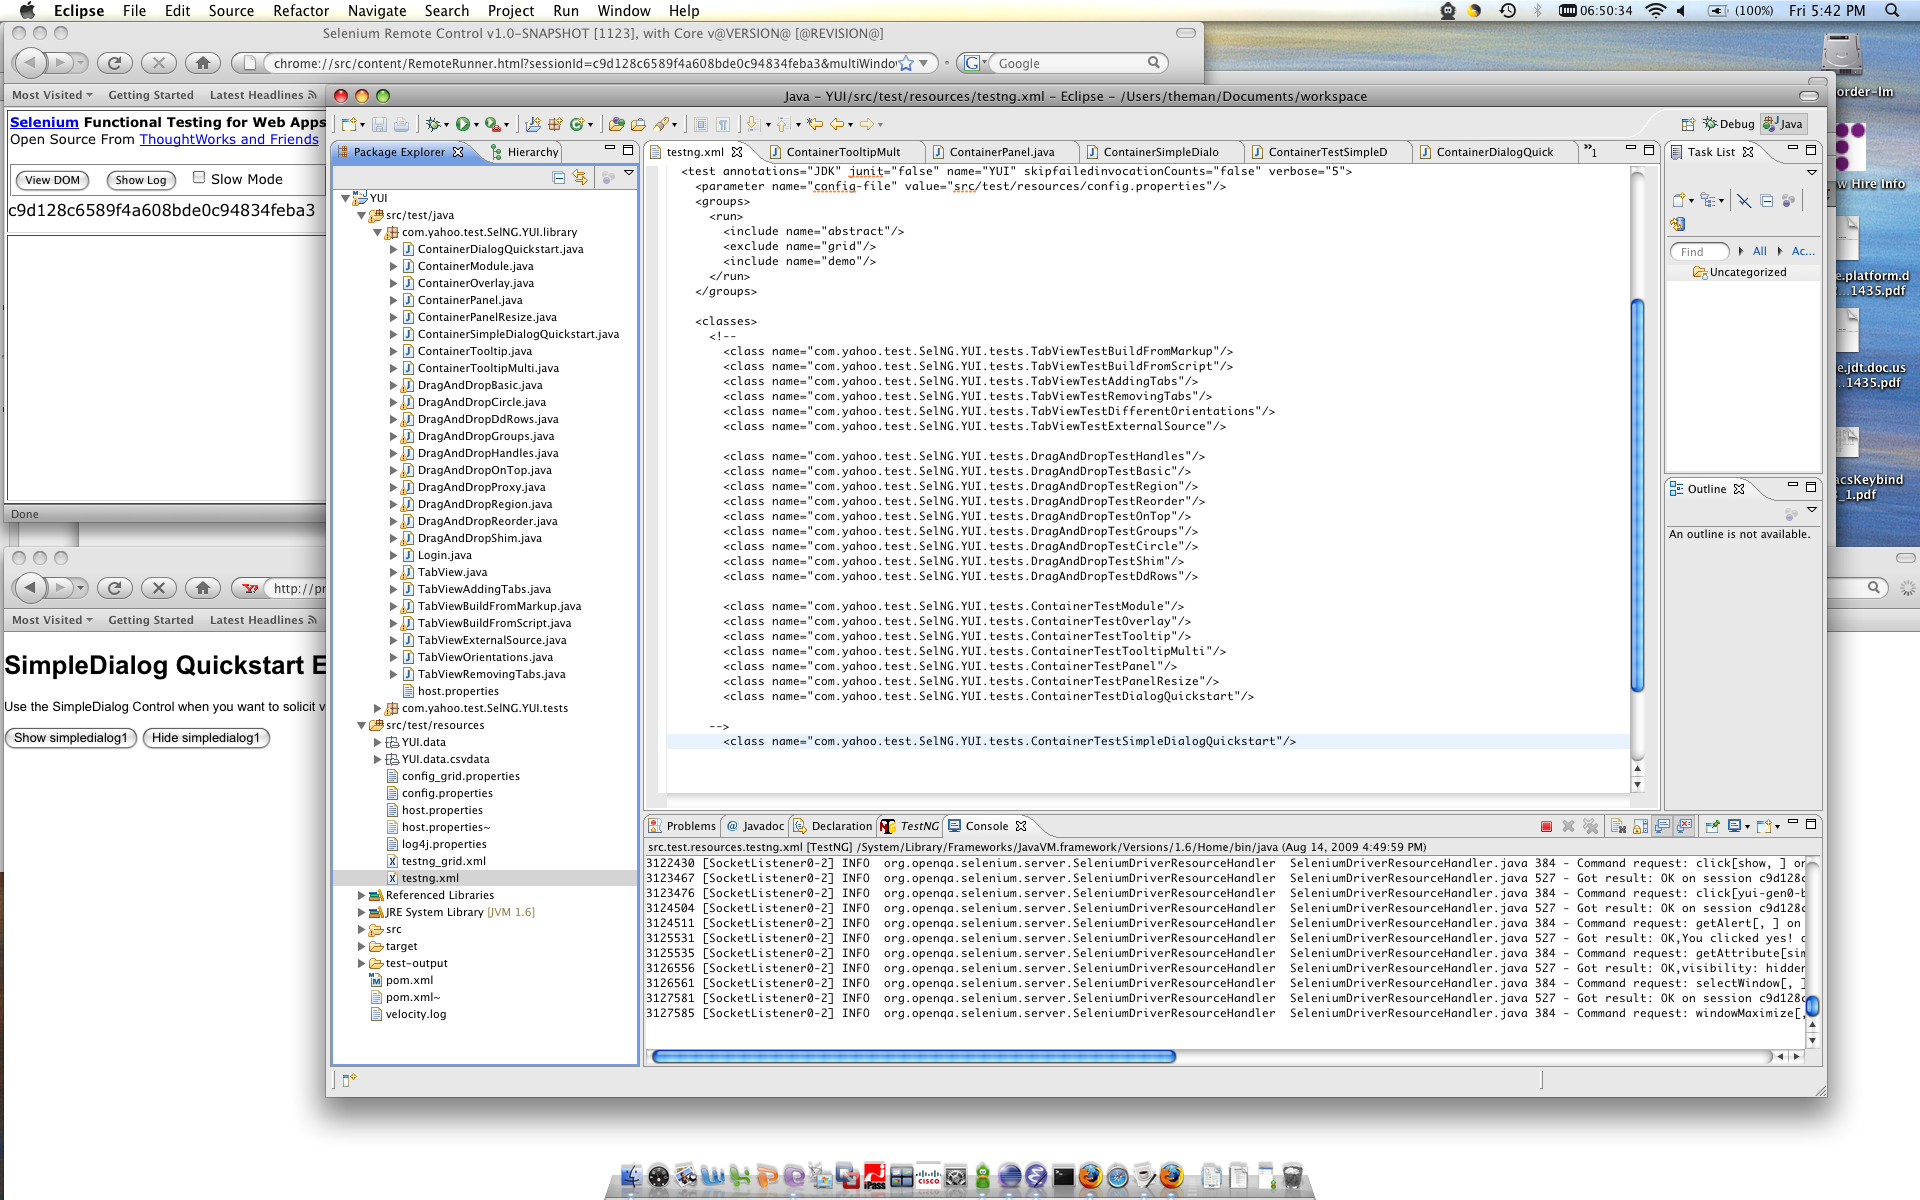 Eclipse File Edit Source Refactor Navigate Search Project Run Window Help
06:50:34 (100%) Fri 5:42 PM
Selenium Remote Control v1.0-SNAPSHOT [1123], with Core v@VERSION@ [@REVISION@]
chrome://src/content/RemoteRunner.html?sessionId=c9d128c6589f4a608bde0c94834feba3&multiWindow
Google
Most Visited Getting Started Latest Headlines
Selenium Functional Testing for Web Apps
Open Source From ThoughtWorks and Friends
View DOM Show Log Slow Mode
c9d128c6589f4a608bde0c94834feba3
Done
http://pr
Most Visited Getting Started Latest Headlines
SimpleDialog Quickstart E
Use the SimpleDialog Control when you want to solicit v
Show simpledialog1 Hide simpledialog1
Java - YUI/src/test/resources/testng.xml - Eclipse - /Users/theman/Documents/workspace
Debug Java
Package Explorer Hierarchy
YUI
src/test/java
com.yahoo.test.SelNG.YUI.library
ContainerDialogQuickstart.java
ContainerModule.java
ContainerOverlay.java
ContainerPanel.java
ContainerPanelResize.java
ContainerSimpleDialogQuickstart.java
ContainerTooltip.java
ContainerTooltipMulti.java
DragAndDropBasic.java
DragAndDropCircle.java
DragAndDropDdRows.java
DragAndDropGroups.java
DragAndDropHandles.java
DragAndDropOnTop.java
DragAndDropProxy.java
DragAndDropRegion.java
DragAndDropReorder.java
DragAndDropShim.java
Login.java
TabView.java
TabViewAddingTabs.java
TabViewBuildFromMarkup.java
TabViewBuildFromScript.java
TabViewExternalSource.java
TabViewOrientations.java
TabViewRemovingTabs.java
host.properties
com.yahoo.test.SelNG.YUI.tests
src/test/resources
YUI.data
YUI.data.csvdata
config_grid.properties
config.properties
host.properties
host.properties~
log4j.properties
testng_grid.xml
testng.xml
Referenced Libraries
JRE System Library [JVM 1.6]
src
target
test-output
pom.xml
pom.xml~
velocity.log
testng.xml ContainerTooltipMult ContainerPanel.java ContainerSimpleDialo ContainerTestSimpleD ContainerDialogQuick »1
<test annotations="JDK" junit="false" name="YUI" skipfailedinvocationCounts="false" verbose="5">
<parameter name="config-file" value="src/test/resources/config.properties"/>
<groups>
<run>
<include name="abstract"/>
<exclude name="grid"/>
<include name="demo"/>
</run>
</groups>
<classes>
<!--
<class name="com.yahoo.test.SelNG.YUI.tests.TabViewTestBuildFromMarkup"/>
<class name="com.yahoo.test.SelNG.YUI.tests.TabViewTestBuildFromScript"/>
<class name="com.yahoo.test.SelNG.YUI.tests.TabViewTestAddingTabs"/>
<class name="com.yahoo.test.SelNG.YUI.tests.TabViewTestRemovingTabs"/>
<class name="com.yahoo.test.SelNG.YUI.tests.TabViewTestDifferentOrientations"/>
<class name="com.yahoo.test.SelNG.YUI.tests.TabViewTestExternalSource"/>
<class name="com.yahoo.test.SelNG.YUI.tests.DragAndDropTestHandles"/>
<class name="com.yahoo.test.SelNG.YUI.tests.DragAndDropTestBasic"/>
<class name="com.yahoo.test.SelNG.YUI.tests.DragAndDropTestRegion"/>
<class name="com.yahoo.test.SelNG.YUI.tests.DragAndDropTestReorder"/>
<class name="com.yahoo.test.SelNG.YUI.tests.DragAndDropTestOnTop"/>
<class name="com.yahoo.test.SelNG.YUI.tests.DragAndDropTestGroups"/>
<class name="com.yahoo.test.SelNG.YUI.tests.DragAndDropTestCircle"/>
<class name="com.yahoo.test.SelNG.YUI.tests.DragAndDropTestShim"/>
<class name="com.yahoo.test.SelNG.YUI.tests.DragAndDropTestDdRows"/>
<class name="com.yahoo.test.SelNG.YUI.tests.ContainerTestModule"/>
<class name="com.yahoo.test.SelNG.YUI.tests.ContainerTestOverlay"/>
<class name="com.yahoo.test.SelNG.YUI.tests.ContainerTestTooltip"/>
<class name="com.yahoo.test.SelNG.YUI.tests.ContainerTestTooltipMulti"/>
<class name="com.yahoo.test.SelNG.YUI.tests.ContainerTestPanel"/>
<class name="com.yahoo.test.SelNG.YUI.tests.ContainerTestPanelResize"/>
<class name="com.yahoo.test.SelNG.YUI.tests.ContainerTestDialogQuickstart"/>
-->
<class name="com.yahoo.test.SelNG.YUI.tests.ContainerTestSimpleDialogQuickstart"/>
Task List
Find All Ac...
Uncategorized
Outline
An outline is not available.
Problems Javadoc Declaration TestNG Console
src.test.resources.testng.xml [TestNG] /System/Library/Frameworks/JavaVM.framework/Versions/1.6/Home/bin/java (Aug 14, 2009 4:49:59 PM)
3122430 [SocketListener0-2] INFO org.openqa.selenium.server.SeleniumDriverResourceHandler SeleniumDriverResourceHandler.java 384 - Command request: click[show, ] on
3123467 [SocketListener0-2] INFO org.openqa.selenium.server.SeleniumDriverResourceHandler SeleniumDriverResourceHandler.java 527 - Got result: OK on session c9d128c
3123476 [SocketListener0-2] INFO org.openqa.selenium.server.SeleniumDriverResourceHandler SeleniumDriverResourceHandler.java 384 - Command request: click[yui-gen0-b
3124504 [SocketListener0-2] INFO org.openqa.selenium.server.SeleniumDriverResourceHandler SeleniumDriverResourceHandler.java 527 - Got result: OK on session c9d128c
3124511 [SocketListener0-2] INFO org.openqa.selenium.server.SeleniumDriverResourceHandler SeleniumDriverResourceHandler.java 384 - Command request: getAlert[, ] on
3125531 [SocketListener0-2] INFO org.openqa.selenium.server.SeleniumDriverResourceHandler SeleniumDriverResourceHandler.java 527 - Got result: OK,You clicked yes! o
3125535 [SocketListener0-2] INFO org.openqa.selenium.server.SeleniumDriverResourceHandler SeleniumDriverResourceHandler.java 384 - Command request: getAttribute[sim
3126556 [SocketListener0-2] INFO org.openqa.selenium.server.SeleniumDriverResourceHandler SeleniumDriverResourceHandler.java 527 - Got result: OK,visibility: hidden
3126561 [SocketListener0-2] INFO org.openqa.selenium.server.SeleniumDriverResourceHandler SeleniumDriverResourceHandler.java 384 - Command request: selectWindow[, ]
3127581 [SocketListener0-2] INFO org.openqa.selenium.server.SeleniumDriverResourceHandler SeleniumDriverResourceHandler.java 527 - Got result: OK on session c9d128c
3127585 [SocketListener0-2] INFO org.openqa.selenium.server.SeleniumDriverResourceHandler SeleniumDriverResourceHandler.java 384 - Command request: windowMaximize[,
order-Im
w Hire Info
e.platform.d
...1435.pdf
e.jdt.doc.us
...1435.pdf
acsKeybind
_1.pdf
iPass
CISCO